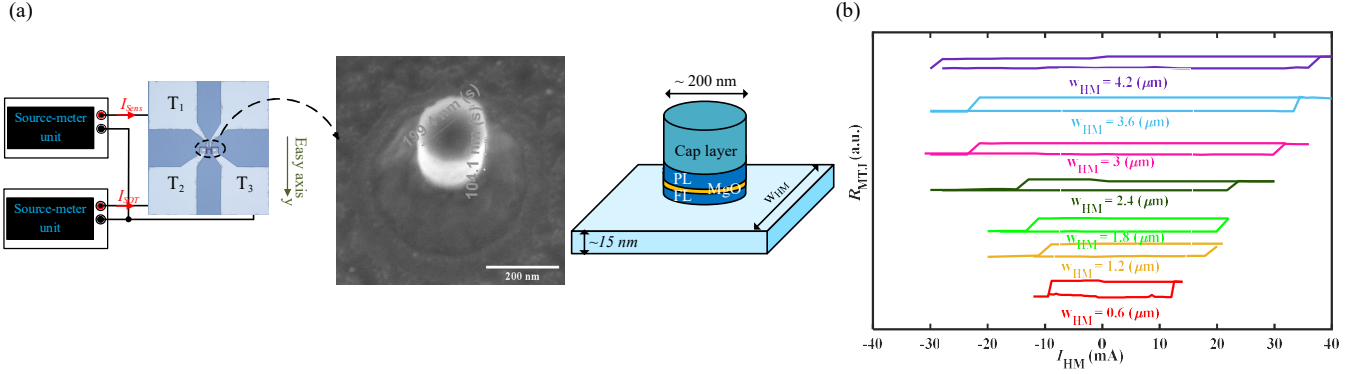 (a)
Source-meter
unit
I_Sens
T1
T2
T3
Source-meter
unit
I_SOT
Easy axis
y
104.1 nm (s)
200 nm
~ 200 nm
Cap layer
PL
MgO
FL
w_HM
~15 nm
(b)
R_MTJ (a.u.)
w_HM = 4.2 (μm)
w_HM = 3.6 (μm)
w_HM = 3 (μm)
w_HM = 2.4 (μm)
w_HM = 1.8 (μm)
w_HM = 1.2 (μm)
w_HM = 0.6 (μm)
-40 -30 -20 -10 0 10 20 30 40
I_HM (mA)